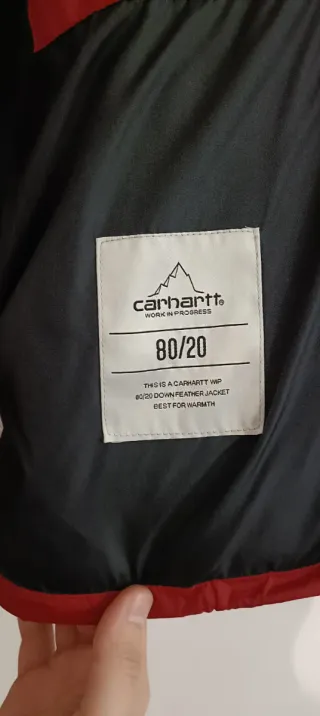 carhartt®
WORK IN PROGRESS
80/20
THIS IS A CARHARTT WIP
80/20 DOWN FEATHER JACKET
BEST FOR WARMTH